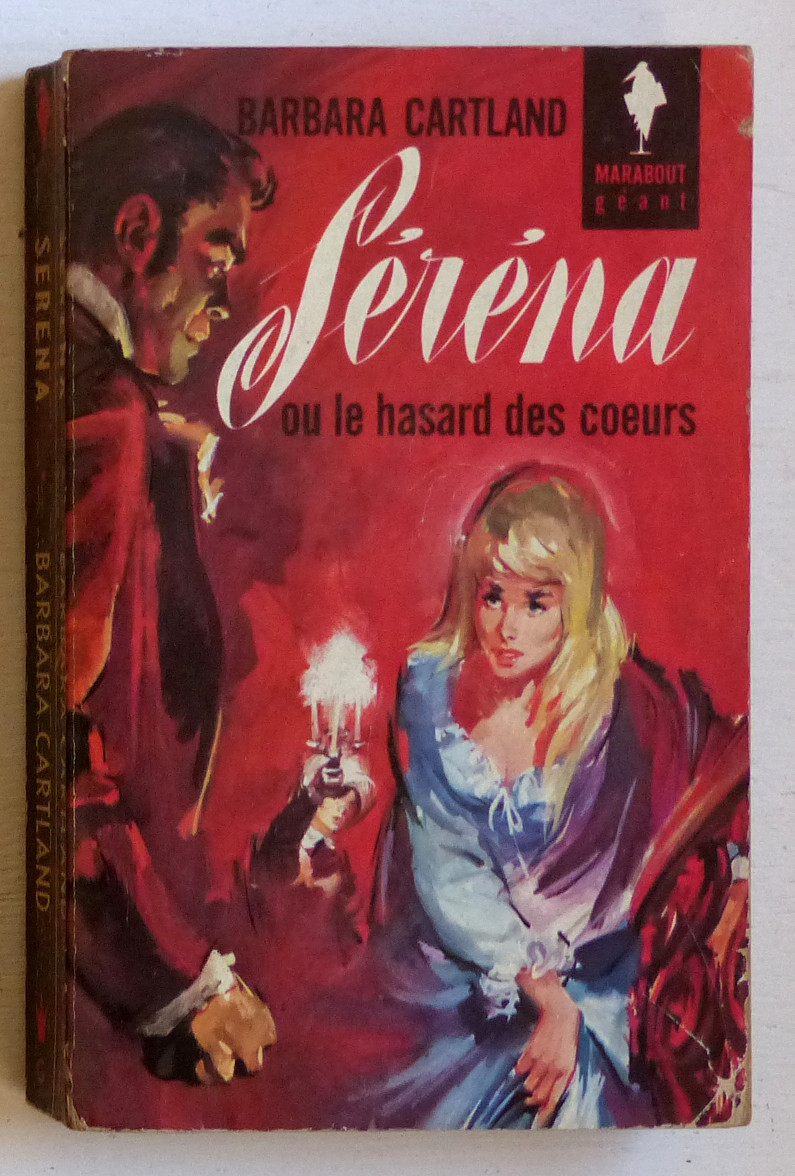 BARBARA CARTLAND
MARABOUT
géant
Séréna
ou le hasard des coeurs
SERENA
BARBARA CARTLAND